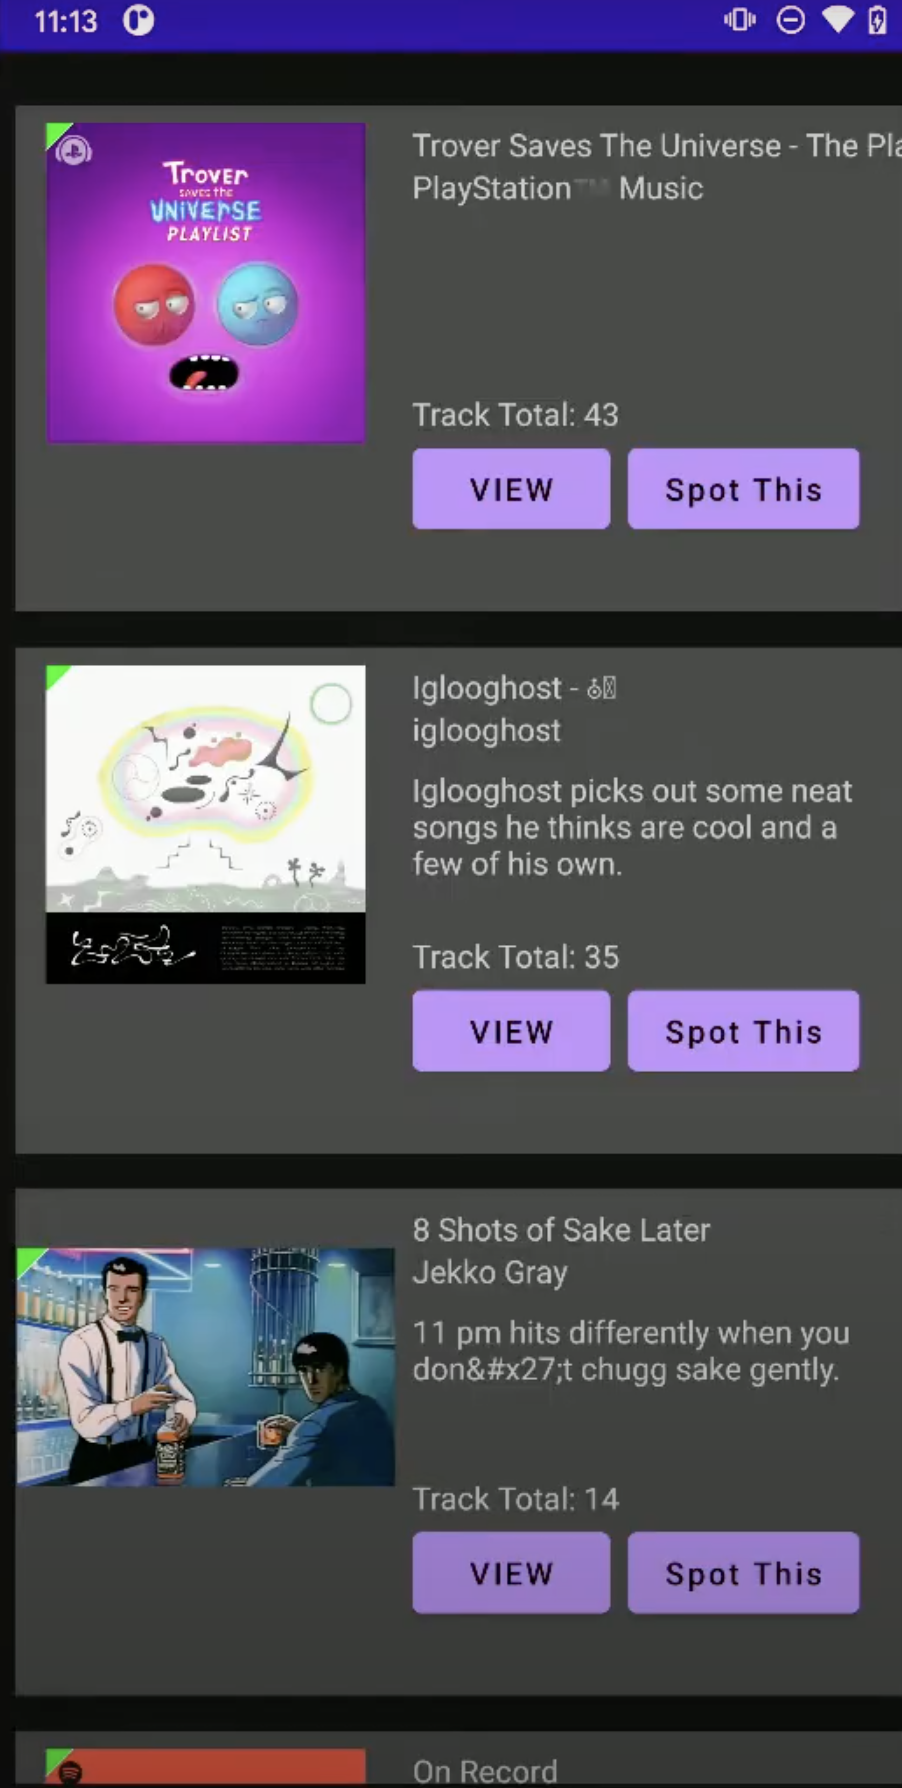 11:13
Trover
SAVES THE
UNIVERSE
PLAYLIST
Trover Saves The Universe - The Pla
PlayStation™ Music
Track Total: 43
VIEW
Spot This
Iglooghost -
iglooghost
Iglooghost picks out some neat
songs he thinks are cool and a
few of his own.
Track Total: 35
VIEW
Spot This
8 Shots of Sake Later
Jekko Gray
11 pm hits differently when you
don&#x27;t chugg sake gently.
Track Total: 14
VIEW
Spot This
On Record